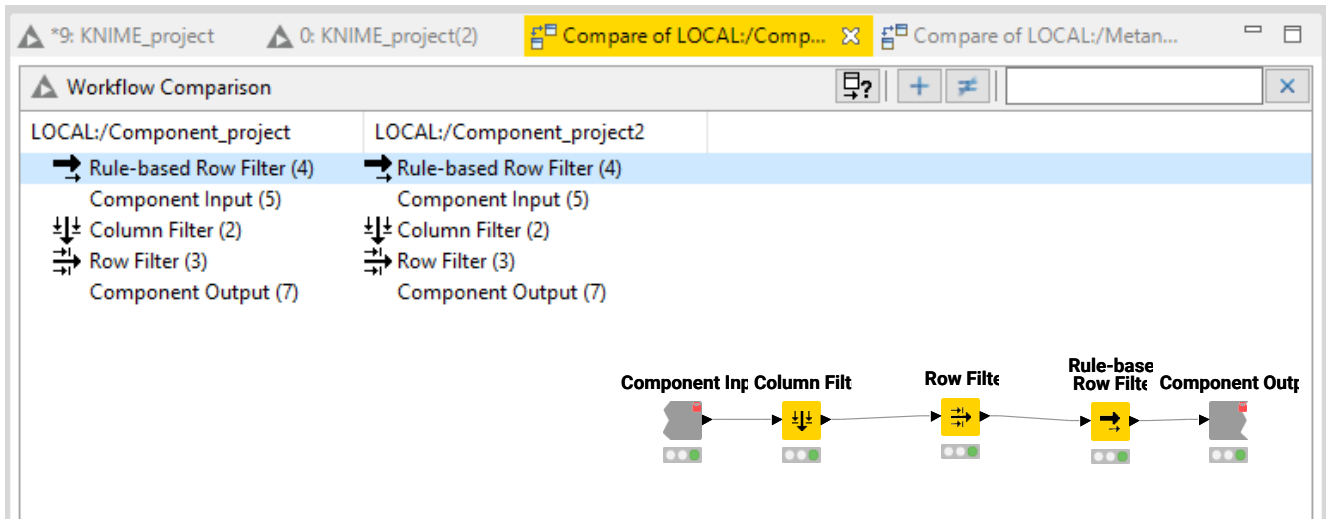 *9: KNIME_project 0: KNIME_project(2) Compare of LOCAL:/Comp... Compare of LOCAL:/Metan...
Workflow Comparison
LOCAL:/Component_project LOCAL:/Component_project2
Rule-based Row Filter (4) Rule-based Row Filter (4)
Component Input (5) Component Input (5)
Column Filter (2) Column Filter (2)
Row Filter (3) Row Filter (3)
Component Output (7) Component Output (7)
Rule-base
Component Inp Column Filt Row Filte Row Filte Component Outp